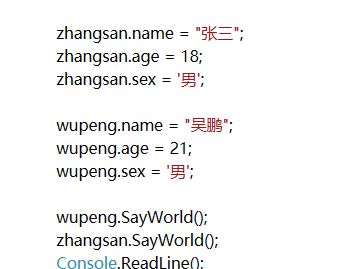 zhangsan.name = "张三";
zhangsan.age = 18;
zhangsan.sex = '男';
wupeng.name = "吴鹏";
wupeng.age = 21;
wupeng.sex = '男';
wupeng.SayWorld();
zhangsan.SayWorld();
Console.ReadLine();